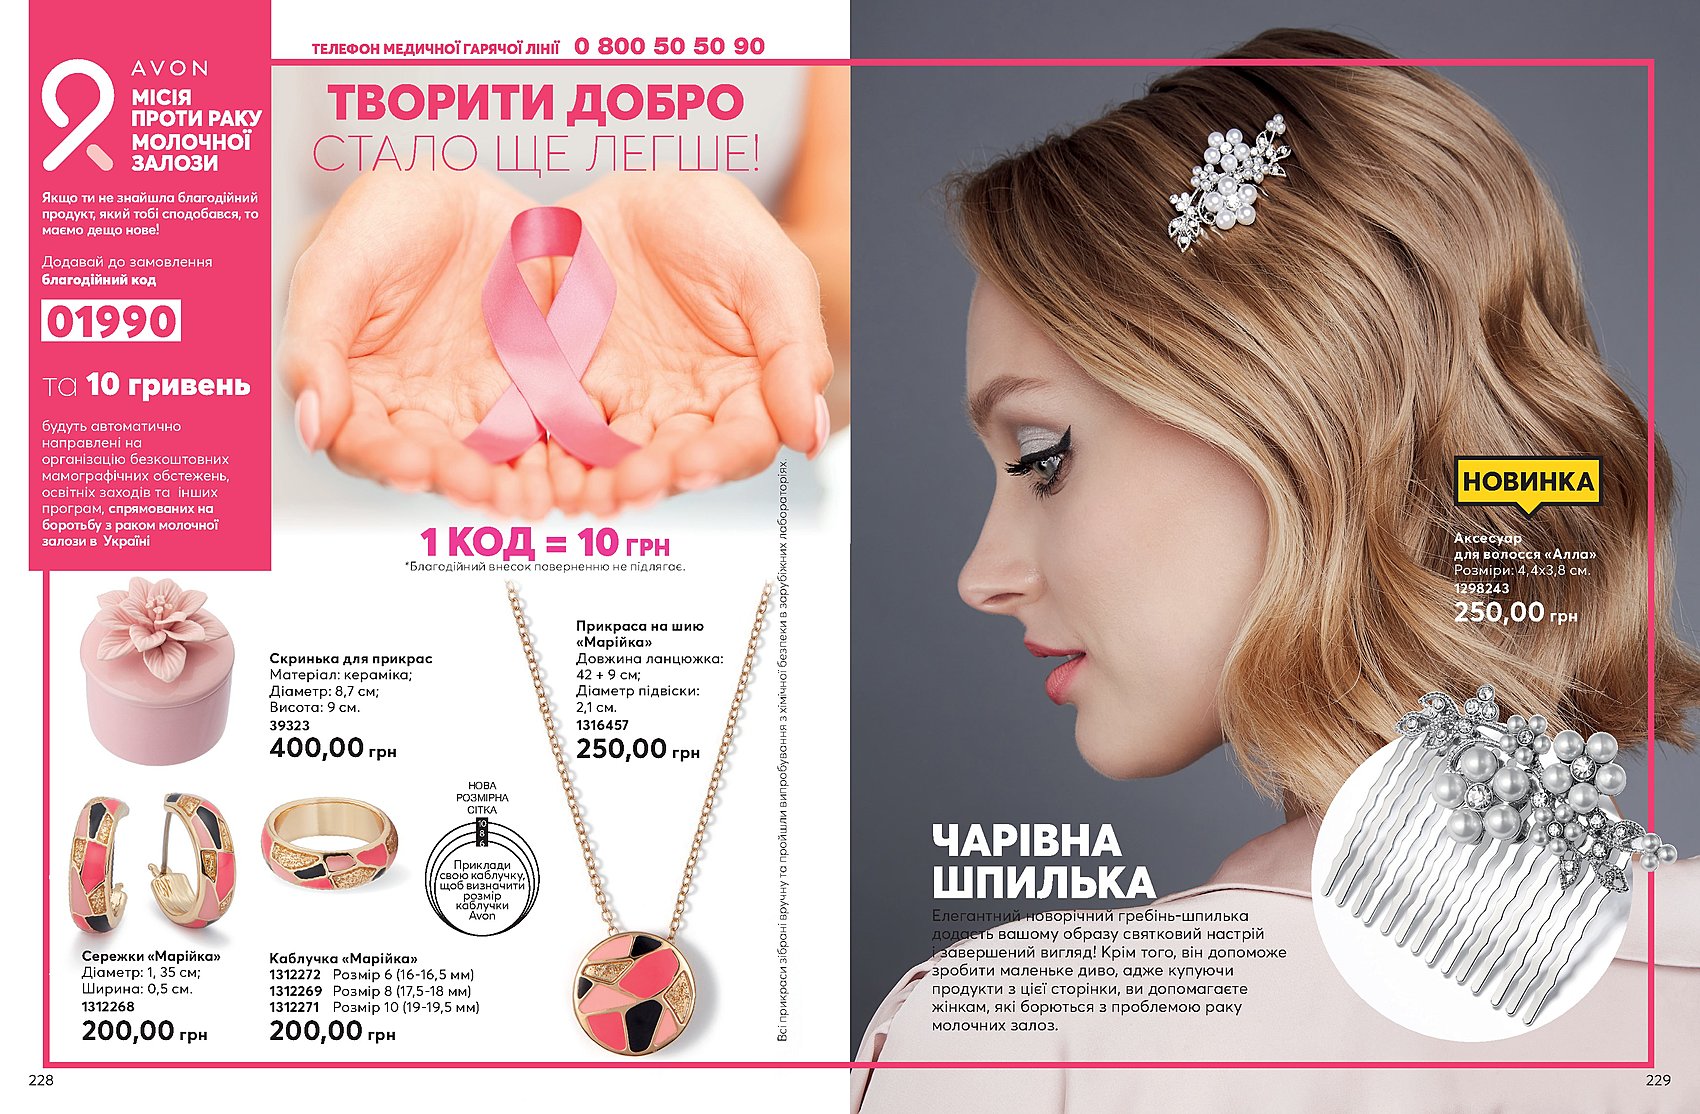 ТЕЛЕФОН МЕДИЧНОЇ ГАРЯЧОЇ ЛІНІЇ 0 800 50 50 90
AVON
МІСІЯ
ПРОТИ РАКУ
МОЛОЧНОЇ
ЗАЛОЗИ
Якщо ти не знайшла благодійний
продукт, який тобі сподобався, то
маємо дещо нове!
Додавай до замовлення
благодійний код
01990
та 10 гривень
будуть автоматично
направлені на
організацію безкоштовних
мамографічних обстежень,
освітніх заходів та інших
програм, спрямованих на
боротьбу з раком молочної
залози в Україні
ТВОРИТИ ДОБРО
СТАЛО ЩЕ ЛЕГШЕ!
1 КОД = 10 ГРН
*Благодійний внесок поверненню не підлягає.
Скринька для прикрас
Матеріал: кераміка;
Діаметр: 8,7 см;
Висота: 9 см.
39323
400,00 грн
Прикраса на шию
«Марійка»
Довжина ланцюжка:
42 + 9 см;
Діаметр підвіски:
2,1 см.
1316457
250,00 грн
НОВА
РОЗМІРНА
СІТКА
10
8
6
Приклади
свою каблучку,
щоб визначити
розмір
каблучки
Avon
Сережки «Марійка»
Діаметр: 1, 35 см;
Ширина: 0,5 см.
1312268
200,00 грн
Каблучка «Марійка»
1312272 Розмір 6 (16-16,5 мм)
1312269 Розмір 8 (17,5-18 мм)
1312271 Розмір 10 (19-19,5 мм)
200,00 грн
Всі прикраси зібрані вручну та пройшли випробування з хімічної безпеки в зарубіжних лабораторіях.
228
НОВИНКА
Аксесуар
для волосся «Алла»
Розміри: 4,4х3,8 см.
1298243
250,00 грн
ЧАРІВНА
ШПИЛЬКА
Елегантний новорічний гребінь-шпилька
додасть вашому образу святковий настрій
і завершений вигляд! Крім того, він допоможе
зробити маленьке диво, адже купуючи
продукти з цієї сторінки, ви допомагаєте
жінкам, які борються з проблемою раку
молочних залоз.
229